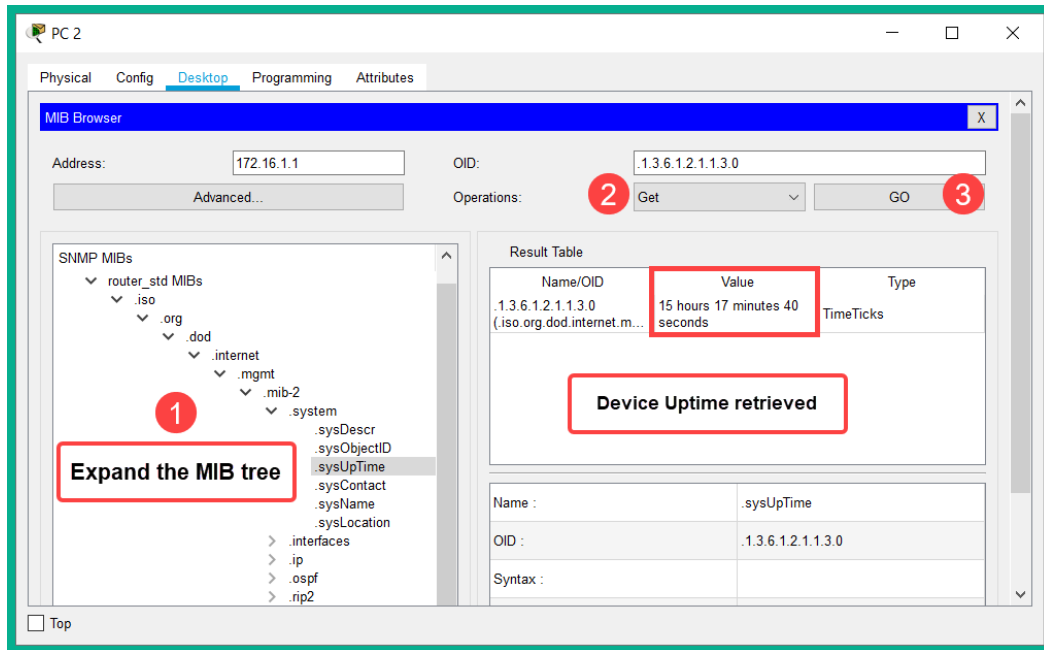 PC 2
Physical Config Desktop Programming Attributes
MIB Browser
X
Address: 172.16.1.1 OID: .1.3.6.1.2.1.1.3.0
Advanced... Operations: 2 Get GO 3
SNMP MIBs
router_std MIBs
.iso
.org
.dod
.internet
.mgmt
.mib-2
.system
.sysDescr
.sysObjectID
.sysUpTime
.sysContact
.sysName
.sysLocation
.interfaces
.ip
.ospf
.rip2
1
Expand the MIB tree
Result Table
Name/OID Value Type
.1.3.6.1.2.1.1.3.0 15 hours 17 minutes 40 TimeTicks
(.iso.org.dod.internet.m... seconds
Device Uptime retrieved
Name : .sysUpTime
OID : .1.3.6.1.2.1.1.3.0
Syntax :
Top